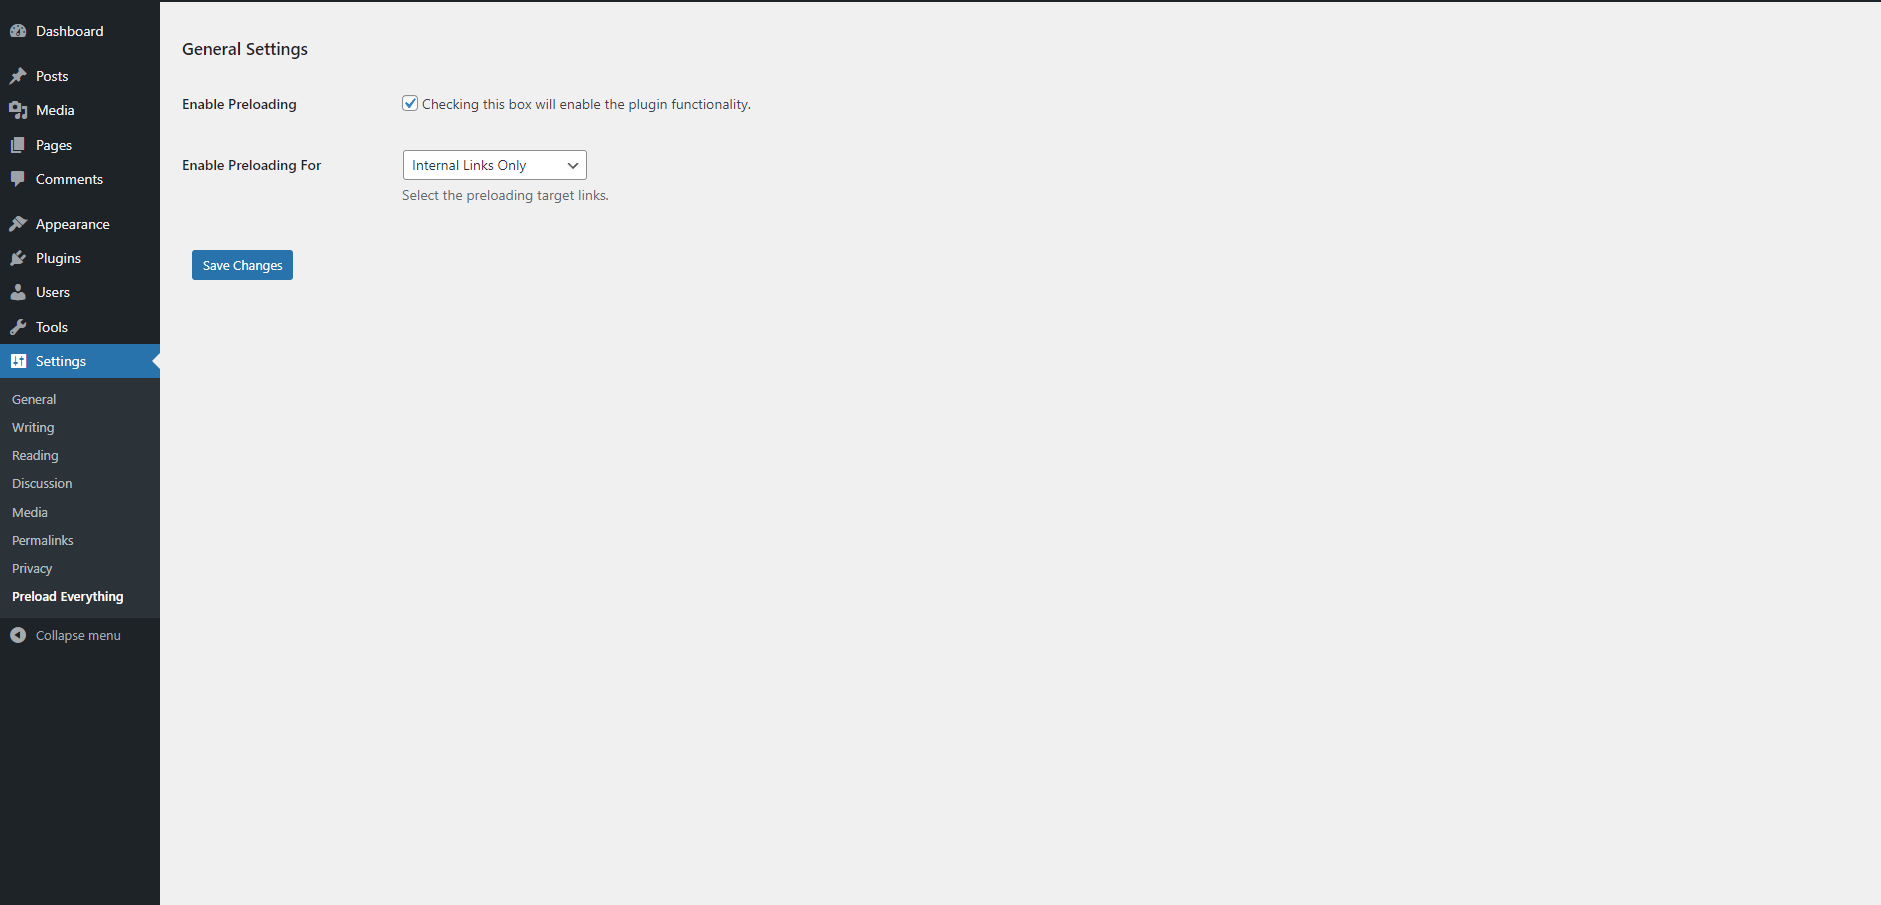 Dashboard
Posts
Media
Pages
Comments
Appearance
Plugins
Users
Tools
Settings
General
Writing
Reading
Discussion
Media
Permalinks
Privacy
Preload Everything
Collapse menu
General Settings
Enable Preloading
Checking this box will enable the plugin functionality.
Enable Preloading For
Internal Links Only
Select the preloading target links.
Save Changes